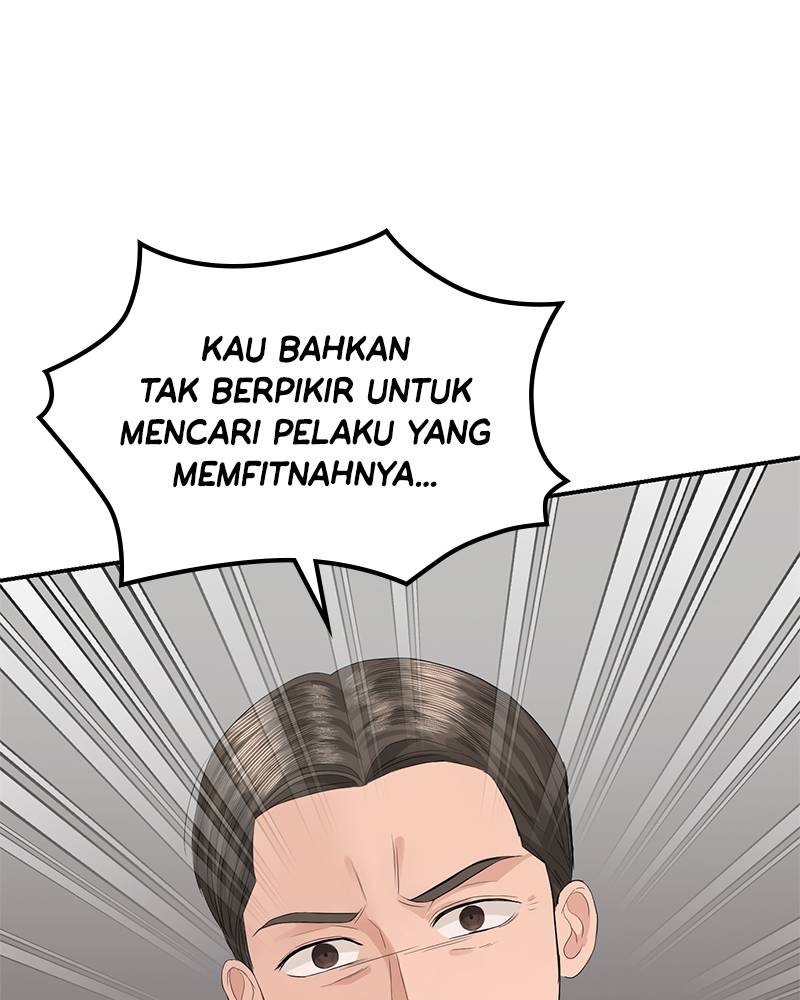 KAU BAHKAN
TAK BERPIKIR UNTUK
MENCARI PELAKU YANG
MEMFITNAHNYA...